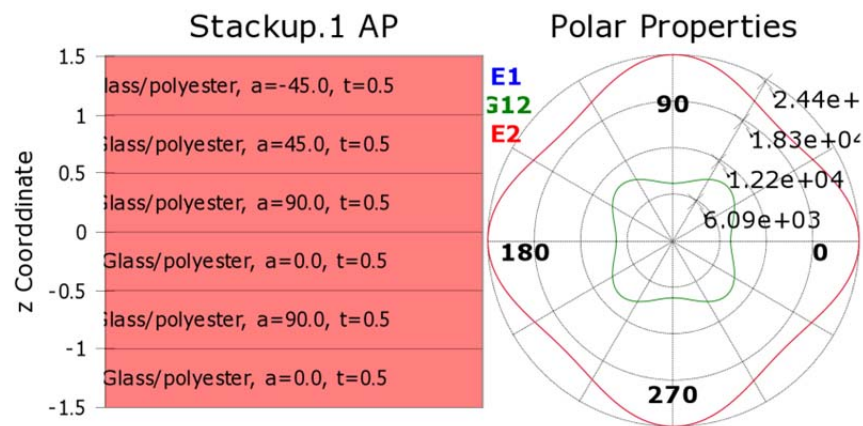 Stackup.1 AP
z Coorddinate
1.5
1
0.5
0
-0.5
-1
-1.5
lass/polyester, a=-45.0, t=0.5
Glass/polyester, a=45.0, t=0.5
Glass/polyester, a=90.0, t=0.5
Glass/polyester, a=0.0, t=0.5
Glass/polyester, a=90.0, t=0.5
Glass/polyester, a=0.0, t=0.5
Polar Properties
E1
G12
E2
90
180
0
270
2.44e+
1.83e+04
1.22e+04
6.09e+03